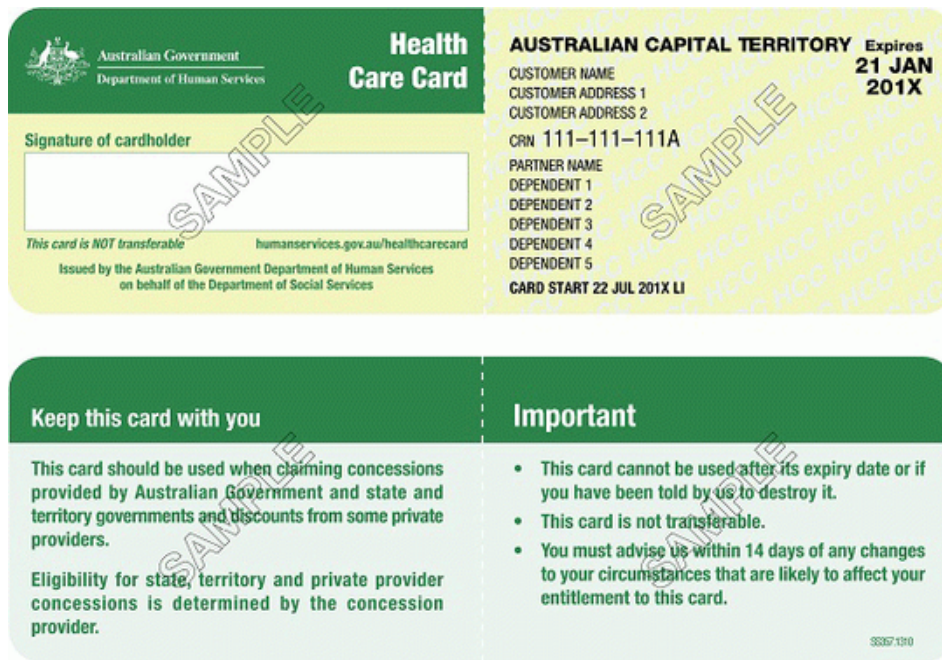 Australian Government
Department of Human Services
Health
Care Card
Signature of cardholder
SAMPLE
This card is NOT transferable
humanservices.gov.au/healthcarecard
Issued by the Australian Government Department of Human Services
on behalf of the Department of Social Services
AUSTRALIAN CAPITAL TERRITORY
Expires
21 JAN
201X
CUSTOMER NAME
CUSTOMER ADDRESS 1
CUSTOMER ADDRESS 2
CRN 111–111–111A
PARTNER NAME
DEPENDENT 1
DEPENDENT 2
DEPENDENT 3
DEPENDENT 4
DEPENDENT 5
CARD START 22 JUL 201X LI
SAMPLE
HCC HCC HCC HCC
Keep this card with you
This card should be used when claiming concessions
provided by Australian Government and state and
territory governments and discounts from some private
providers.
Eligibility for state, territory and private provider
concessions is determined by the concession
provider.
SAMPLE
Important
• This card cannot be used after its expiry date or if
you have been told by us to destroy it.
• This card is not transferable.
• You must advise us within 14 days of any changes
to your circumstances that are likely to affect your
entitlement to this card.
SAMPLE
SS357.1310